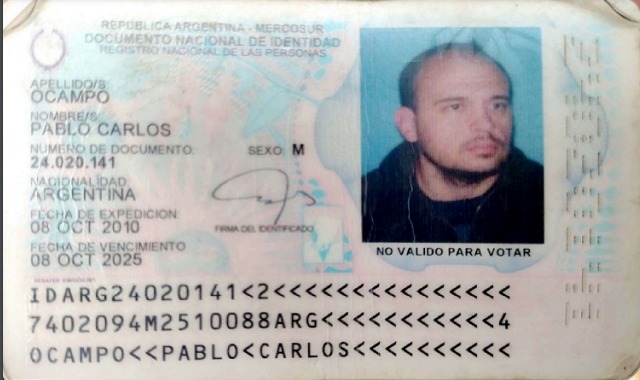 REPUBLICA ARGENTINA - MERCOSUR
DOCUMENTO NACIONAL DE IDENTIDAD
REGISTRO NACIONAL DE LAS PERSONAS
APELLIDO/S:
OCAMPO
NOMBRE/S:
PABLO CARLOS
NUMERO DE DOCUMENTO: SEXO: M
24.020.141
NACIONALIDAD:
ARGENTINA
FECHA DE EXPEDICION:
08 OCT 2010
FIRMA DEL IDENTIFICADO
FECHA DE VENCIMIENTO
08 OCT 2025
NO VALIDO PARA VOTAR
IDARG24020141<2<<<<<<<<<<<<<<<
7402094M2510088ARG<<<<<<<<<<<4
OCAMPO<<PABLO<CARLOS<<<<<<<<<<